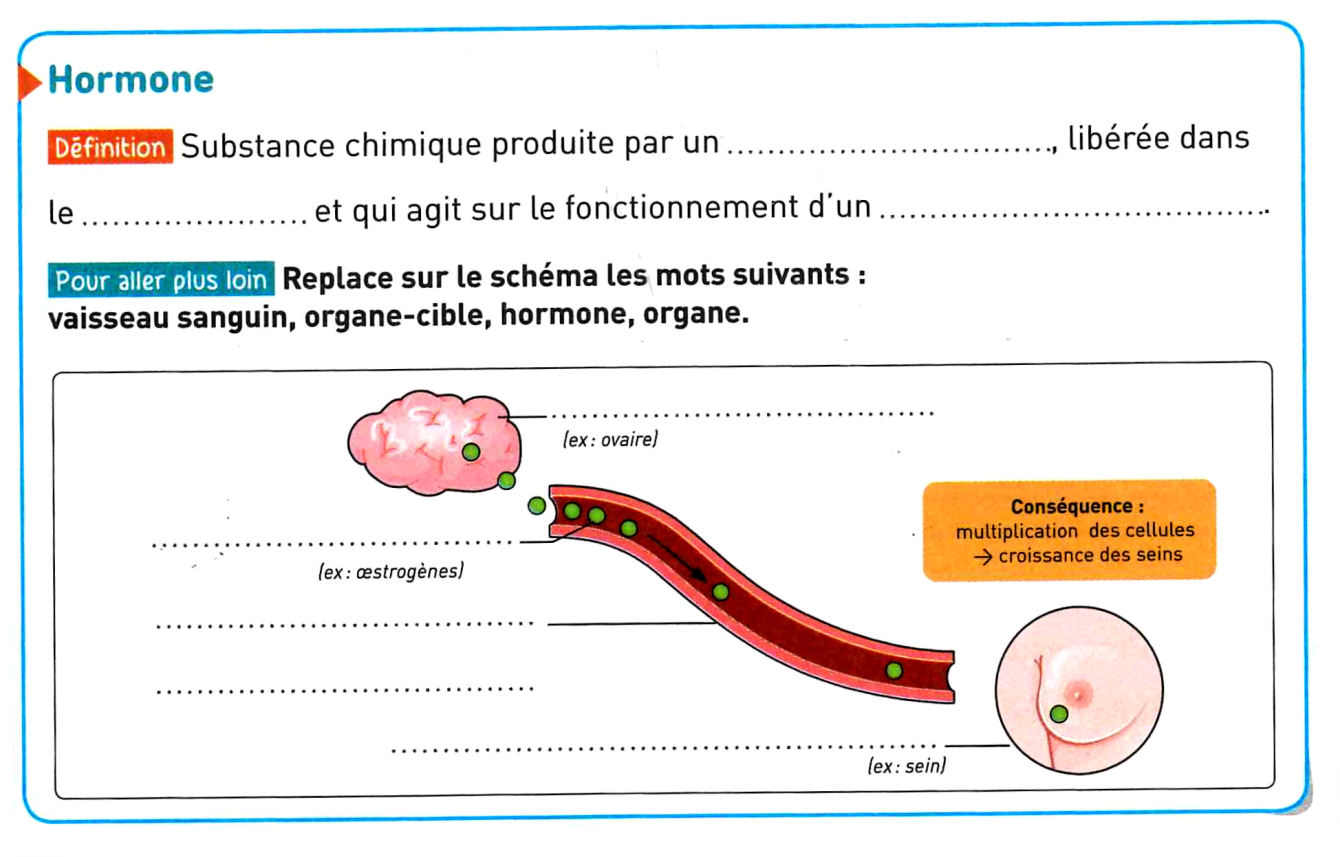 Hormone
Définition Substance chimique produite par un ................................, libérée dans
le ...................... et qui agit sur le fonctionnement d'un ......................................
Pour aller plus loin Replace sur le schéma les mots suivants :
vaisseau sanguin, organe-cible, hormone, organe.
......................................
(ex : ovaire)
Conséquence :
multiplication des cellules
→ croissance des seins
......................................
(ex : œstrogènes)
......................................
......................................
......................................................
(ex : sein)